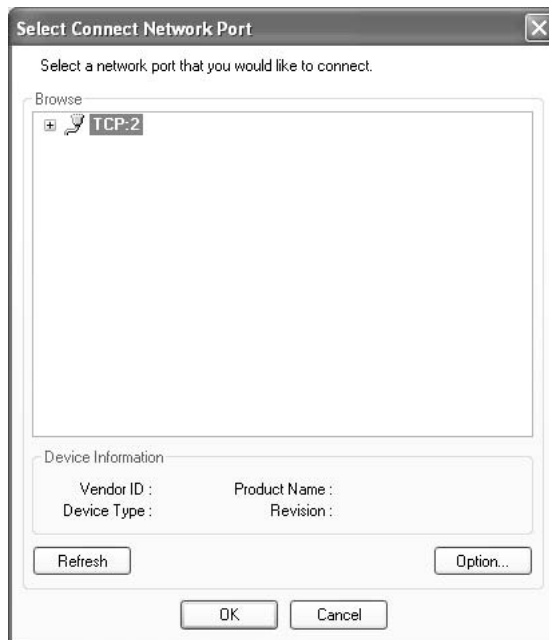 Select Connect Network Port
Select a network port that you would like to connect.
Browse
TCP:2
Device Information
Vendor ID : Product Name :
Device Type : Revision :
Refresh Option...
OK Cancel